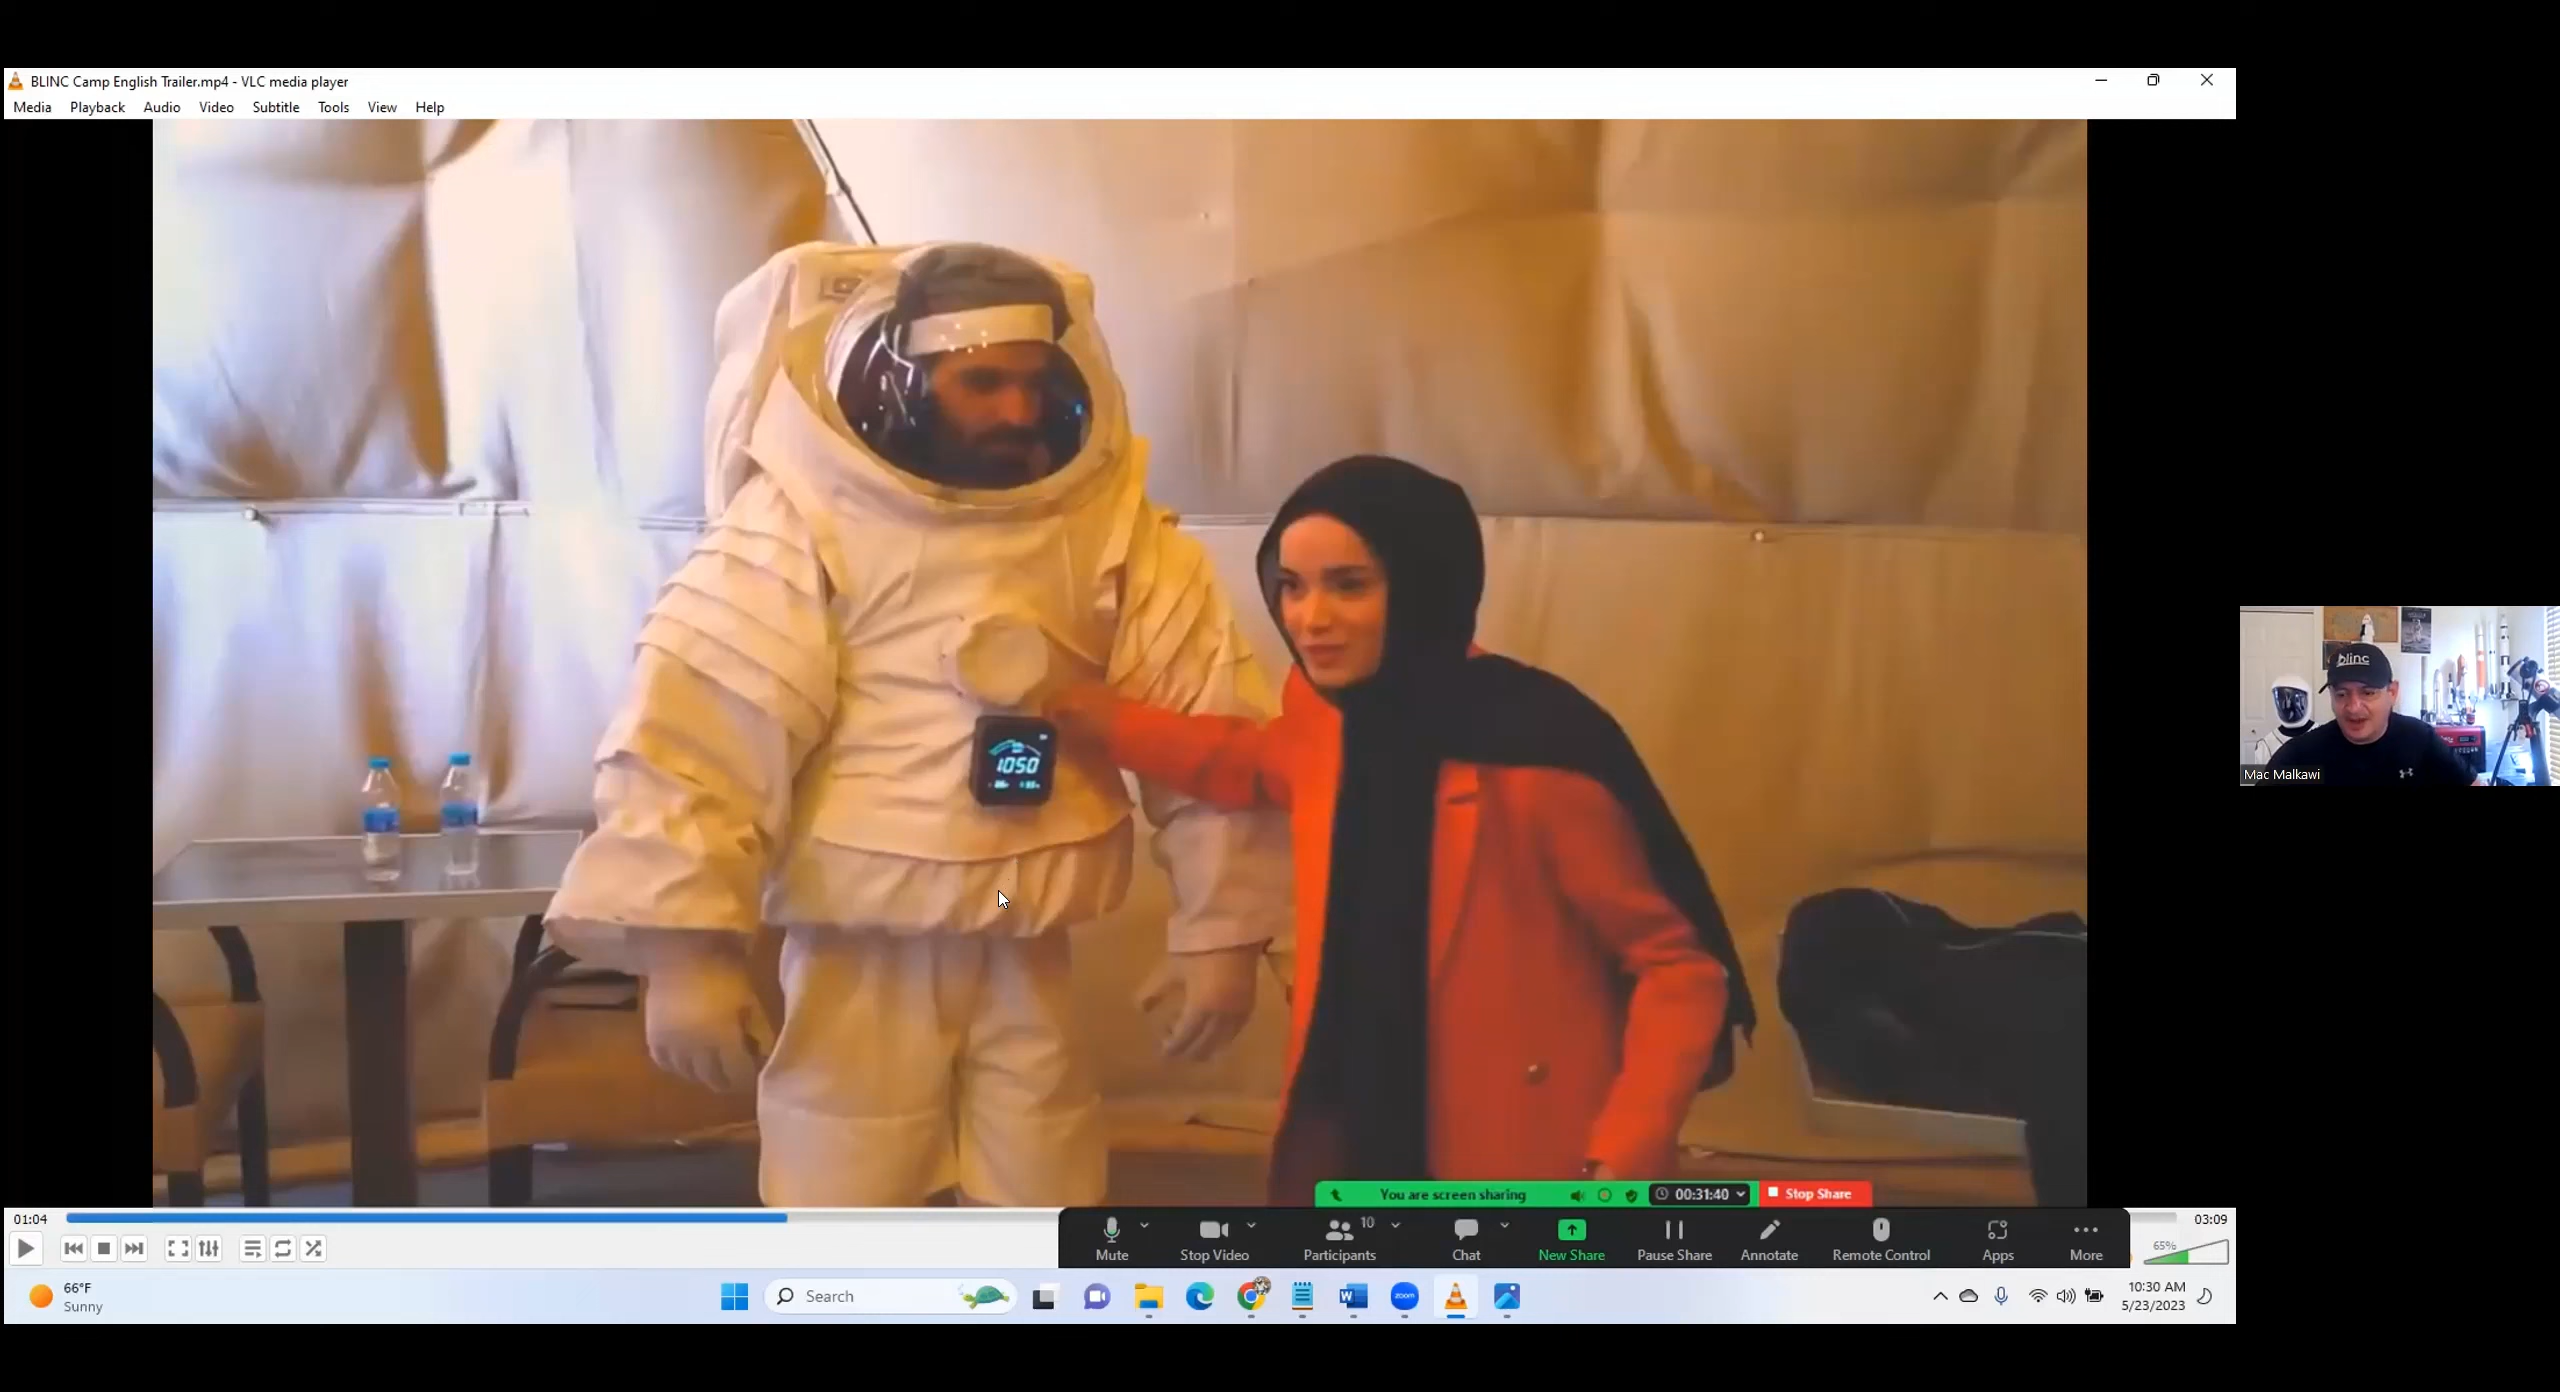 BLINC Camp English Trailer.mp4 - VLC media player
Media Playback Audio Video Subtitle Tools View Help
1050
blinc
Mac Malkawi
You are screen sharing 00:31:40 Stop Share
01:04 03:09
Mute Stop Video Participants 10 Chat New Share Pause Share Annotate Remote Control Apps More
65%
66°F
Sunny
Search
zoom
10:30 AM
5/23/2023